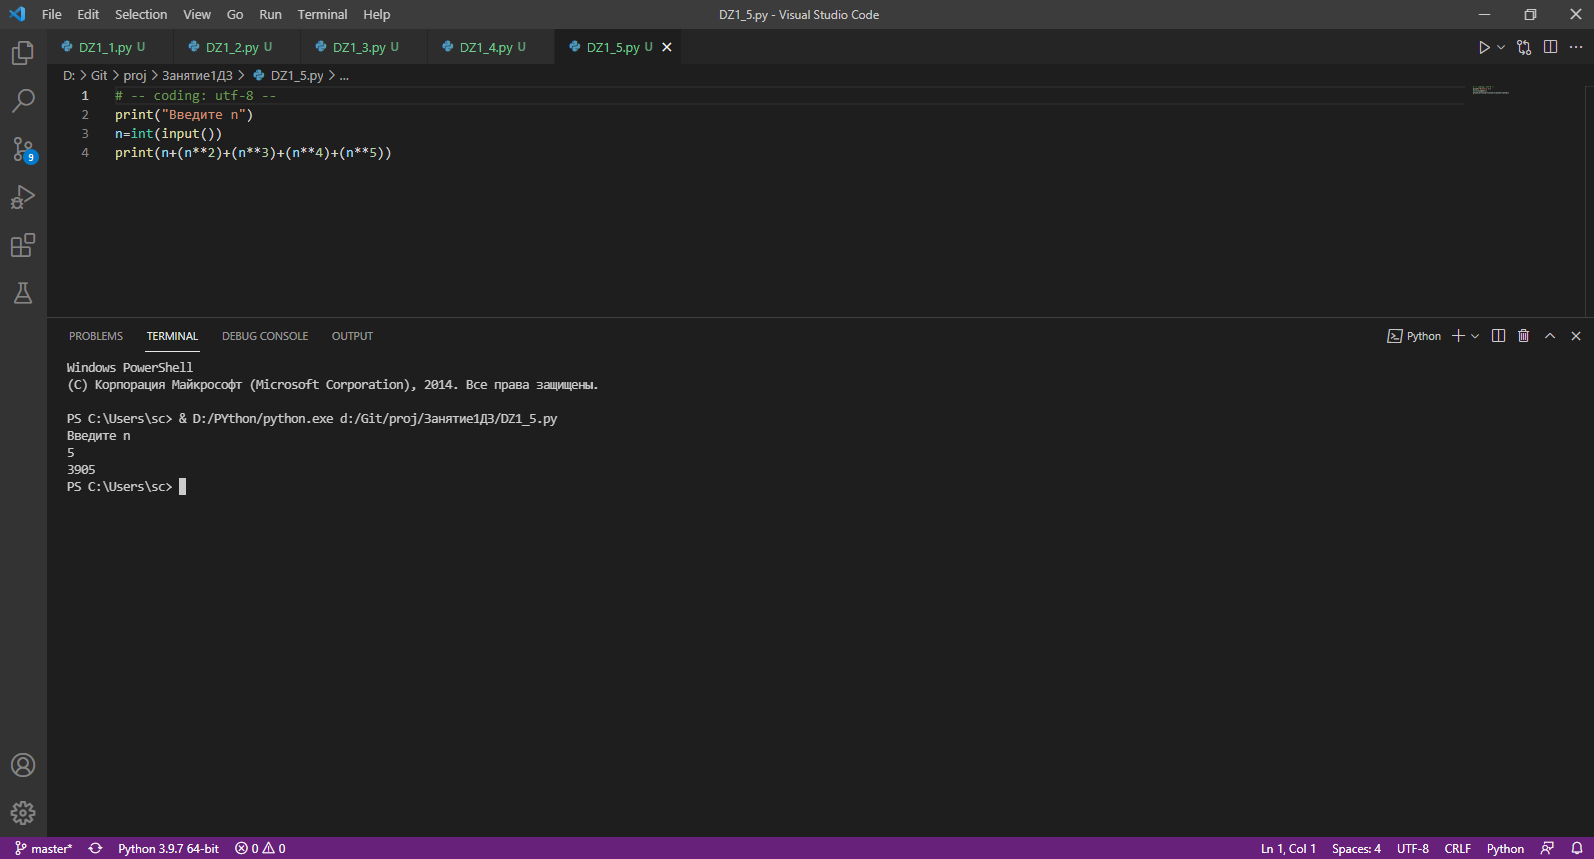 File Edit Selection View Go Run Terminal Help DZ1_5.py - Visual Studio Code
DZ1_1.py U DZ1_2.py U DZ1_3.py U DZ1_4.py U DZ1_5.py U
D: > Git > proj > Занятие1ДЗ > DZ1_5.py > ...
1 # -- coding: utf-8 --
2 print("Введите n")
3 n=int(input())
4 print(n+(n**2)+(n**3)+(n**4)+(n**5))
9
PROBLEMS TERMINAL DEBUG CONSOLE OUTPUT Python
Windows PowerShell
(C) Корпорация Майкрософт (Microsoft Corporation), 2014. Все права защищены.
PS C:\Users\sc> & D:/PYthon/python.exe d:/Git/proj/Занятие1ДЗ/DZ1_5.py
Введите n
5
3905
PS C:\Users\sc>
master* Python 3.9.7 64-bit 0 0 Ln 1, Col 1 Spaces: 4 UTF-8 CRLF Python